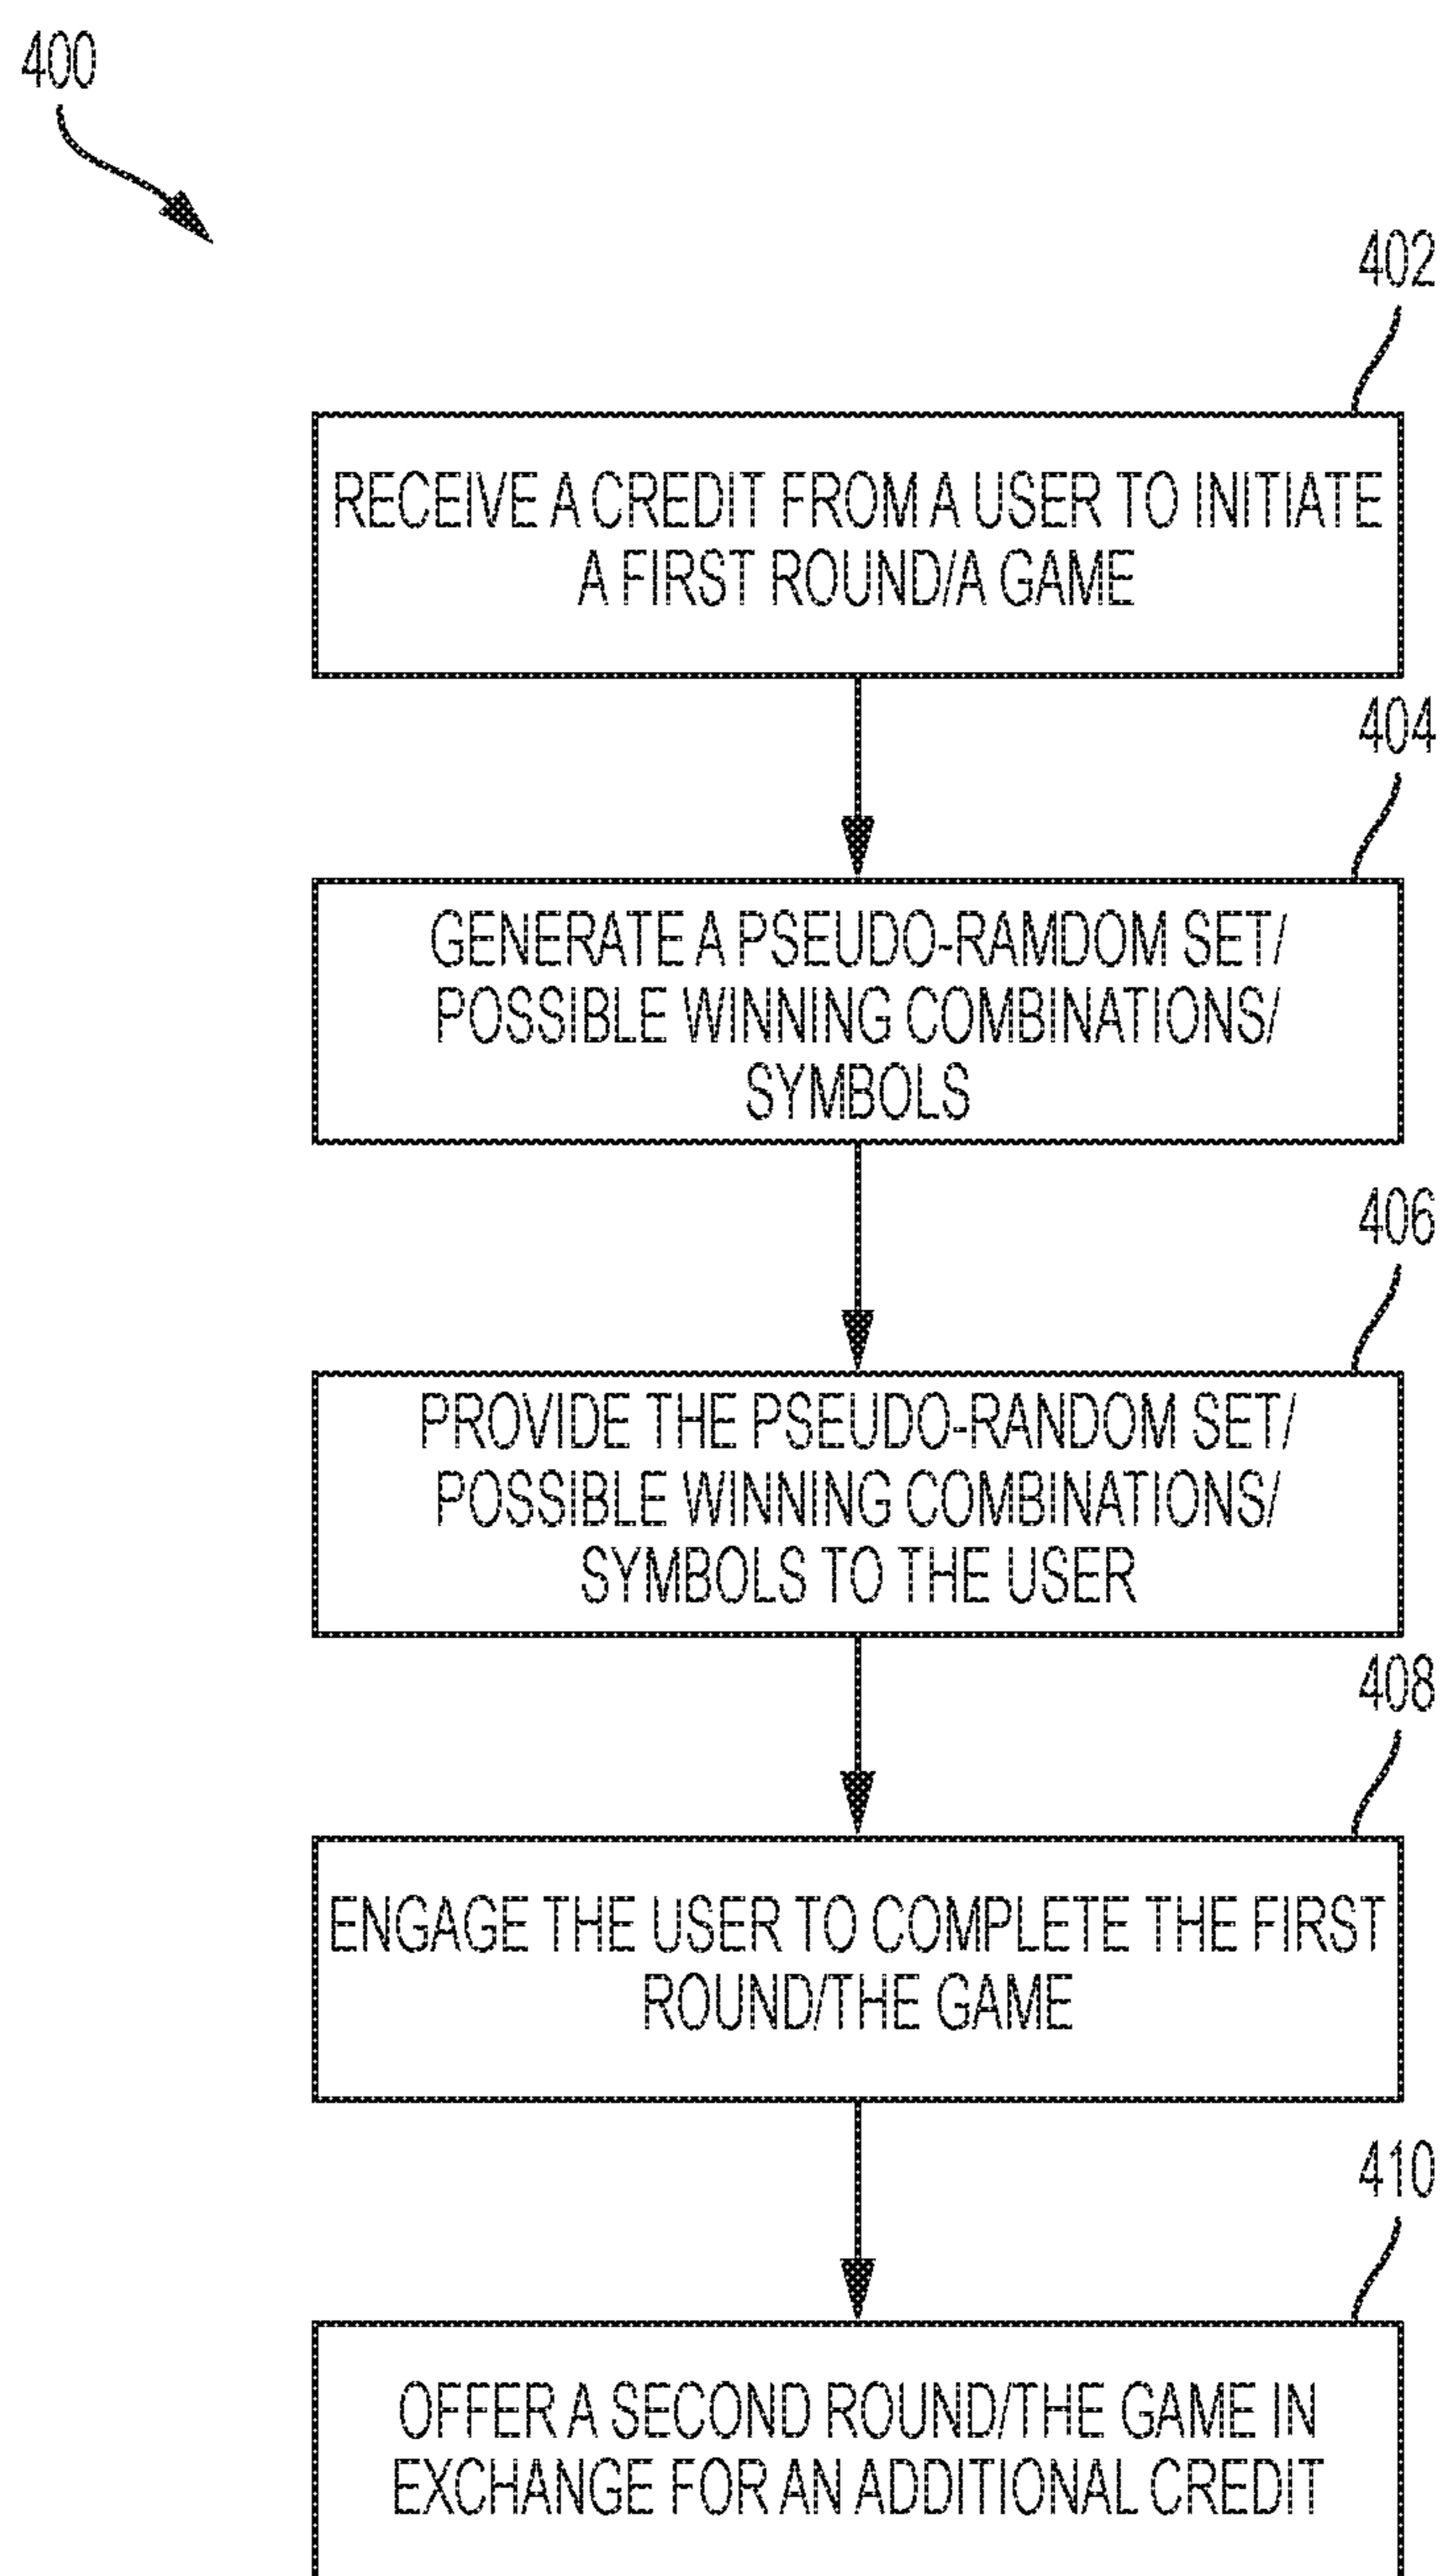 400
402
RECEIVE A CREDIT FROM A USER TO INITIATE
A FIRST ROUND/A GAME
404
GENERATE A PSEUDO-RAMDOM SET/
POSSIBLE WINNING COMBINATIONS/
SYMBOLS
406
PROVIDE THE PSEUDO-RANDOM SET/
POSSIBLE WINNING COMBINATIONS/
SYMBOLS TO THE USER
408
ENGAGE THE USER TO COMPLETE THE FIRST
ROUND/THE GAME
410
OFFER A SECOND ROUND/THE GAME IN
EXCHANGE FOR AN ADDITIONAL CREDIT